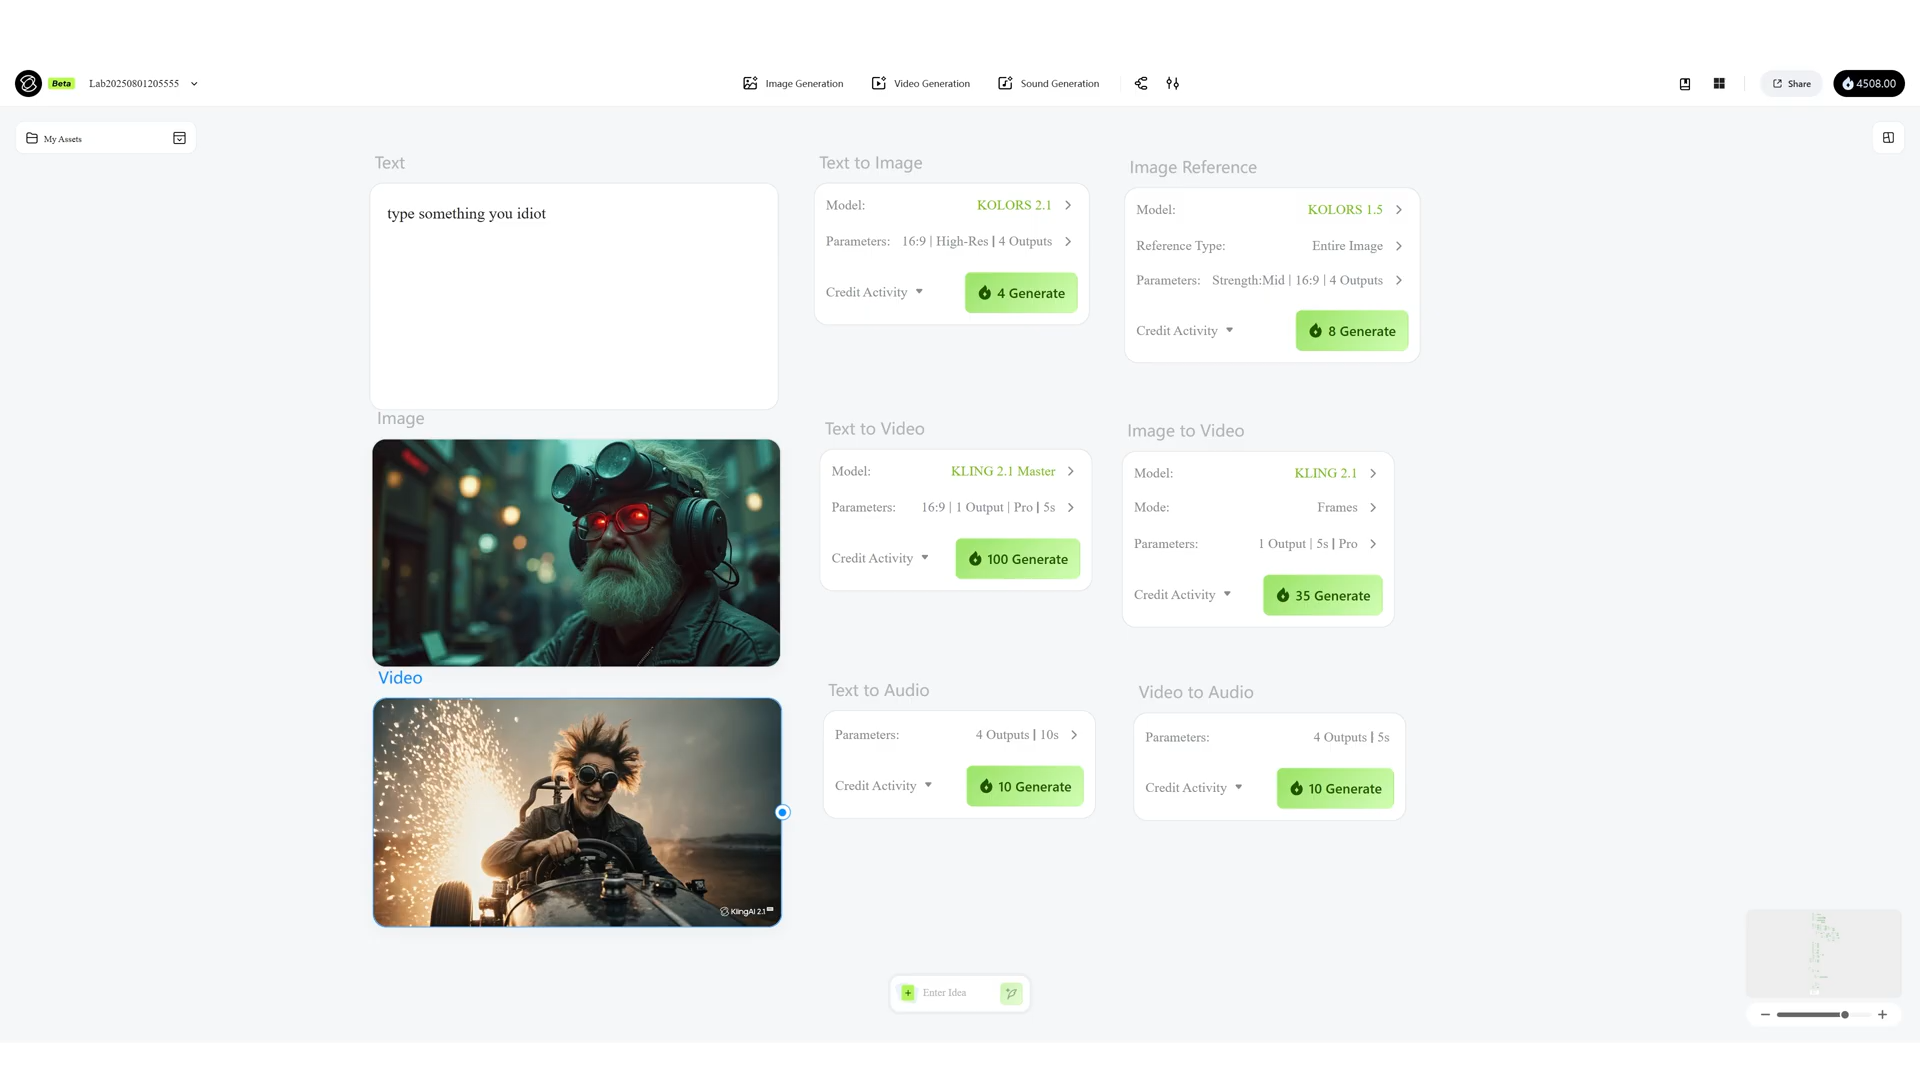 Beta
Lab20250801205555
Image Generation
Video Generation
Sound Generation
Share
4508.00
My Assets
Text
type something you idiot
Text to Image
Model:
KOLORS 2.1
Parameters:
16:9 | High-Res | 4 Outputs
Credit Activity
4 Generate
Image Reference
Model:
KOLORS 1.5
Reference Type:
Entire Image
Parameters:
Strength:Mid | 16:9 | 4 Outputs
Credit Activity
8 Generate
Image
Text to Video
Model:
KLING 2.1 Master
Parameters:
16:9 | 1 Output | Pro | 5s
Credit Activity
100 Generate
Image to Video
Model:
KLING 2.1
Mode:
Frames
Parameters:
1 Output | 5s | Pro
Credit Activity
35 Generate
Video
KlingAI 2.1
Text to Audio
Parameters:
4 Outputs | 10s
Credit Activity
10 Generate
Video to Audio
Parameters:
4 Outputs | 5s
Credit Activity
10 Generate
Enter Idea